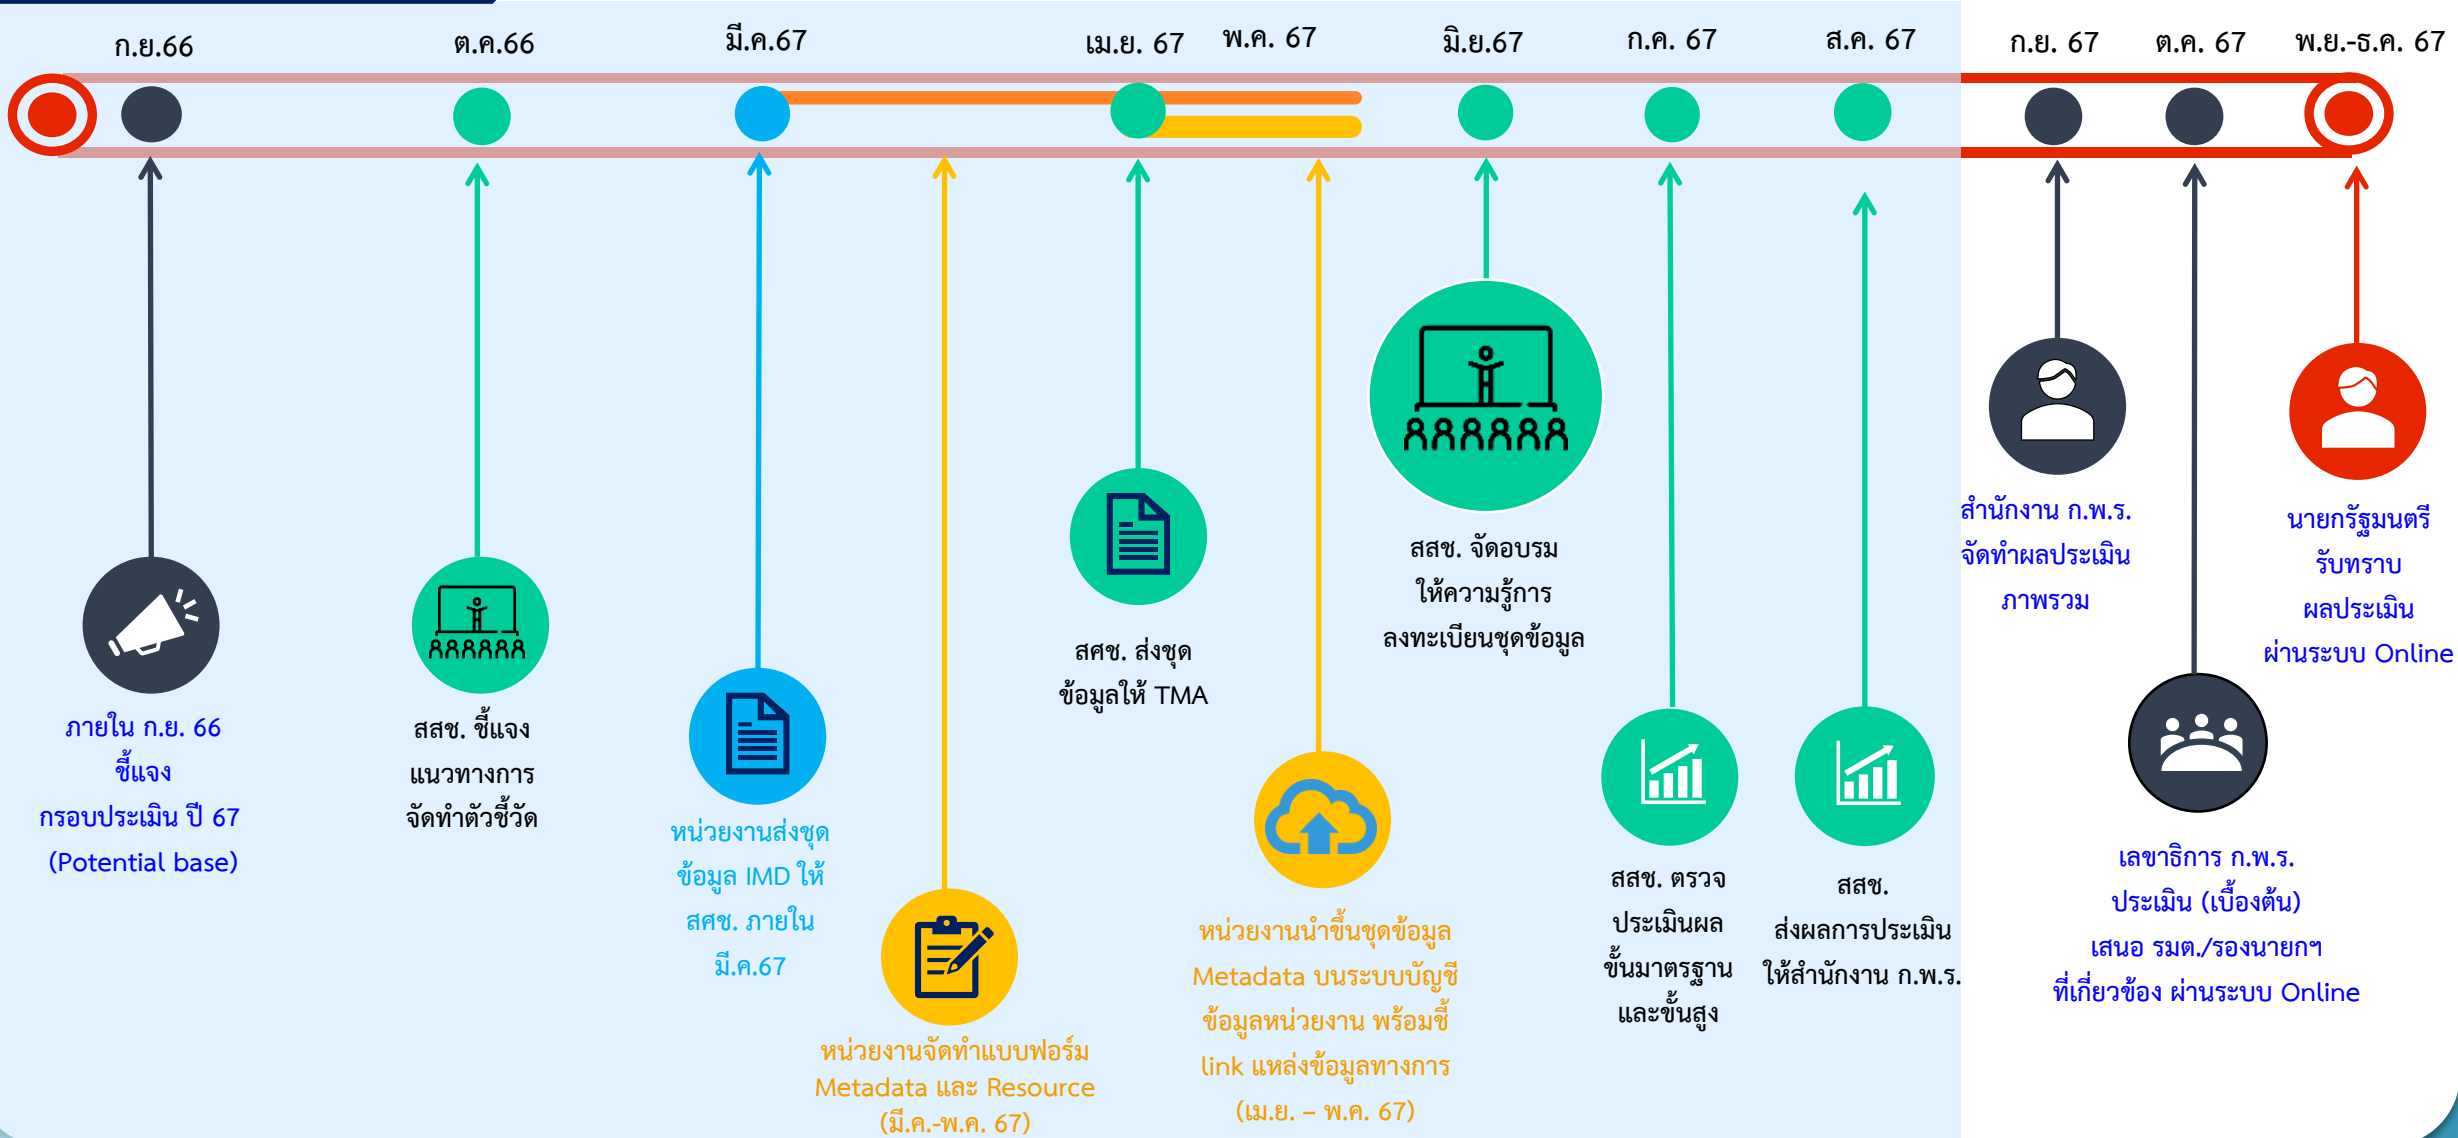 ก.ย.66
ต.ค.66
มี.ค.67
เม.ย. 67
พ.ค. 67
มิ.ย.67
ก.ค. 67
ส.ค. 67
ก.ย. 67
ต.ค. 67
พ.ย.-ธ.ค. 67
ภายใน ก.ย. 66
ชี้แจง
กรอบประเมิน ปี 67
(Potential base)
สสช. ชี้แจง
แนวทางการ
จัดทำตัวชี้วัด
หน่วยงานส่งชุด
ข้อมูล IMD ให้
สศช. ภายใน
มี.ค.67
หน่วยงานจัดทำแบบฟอร์ม
Metadata และ Resource
(มี.ค.-พ.ค. 67)
สศช. ส่งชุด
ข้อมูลให้ TMA
หน่วยงานนำขึ้นชุดข้อมูล
Metadata บนระบบบัญชี
ข้อมูลหน่วยงาน พร้อมชี้
link แหล่งข้อมูลทางการ
(เม.ย. – พ.ค. 67)
สสช. จัดอบรม
ให้ความรู้การ
ลงทะเบียนชุดข้อมูล
สสช. ตรวจ
ประเมินผล
ขั้นมาตรฐาน
และขั้นสูง
สสช.
ส่งผลการประเมิน
ให้สำนักงาน ก.พ.ร.
สำนักงาน ก.พ.ร.
จัดทำผลประเมิน
ภาพรวม
เลขาธิการ ก.พ.ร.
ประเมิน (เบื้องต้น)
เสนอ รมต./รองนายกฯ
ที่เกี่ยวข้อง ผ่านระบบ Online
นายกรัฐมนตรี
รับทราบ
ผลประเมิน
ผ่านระบบ Online